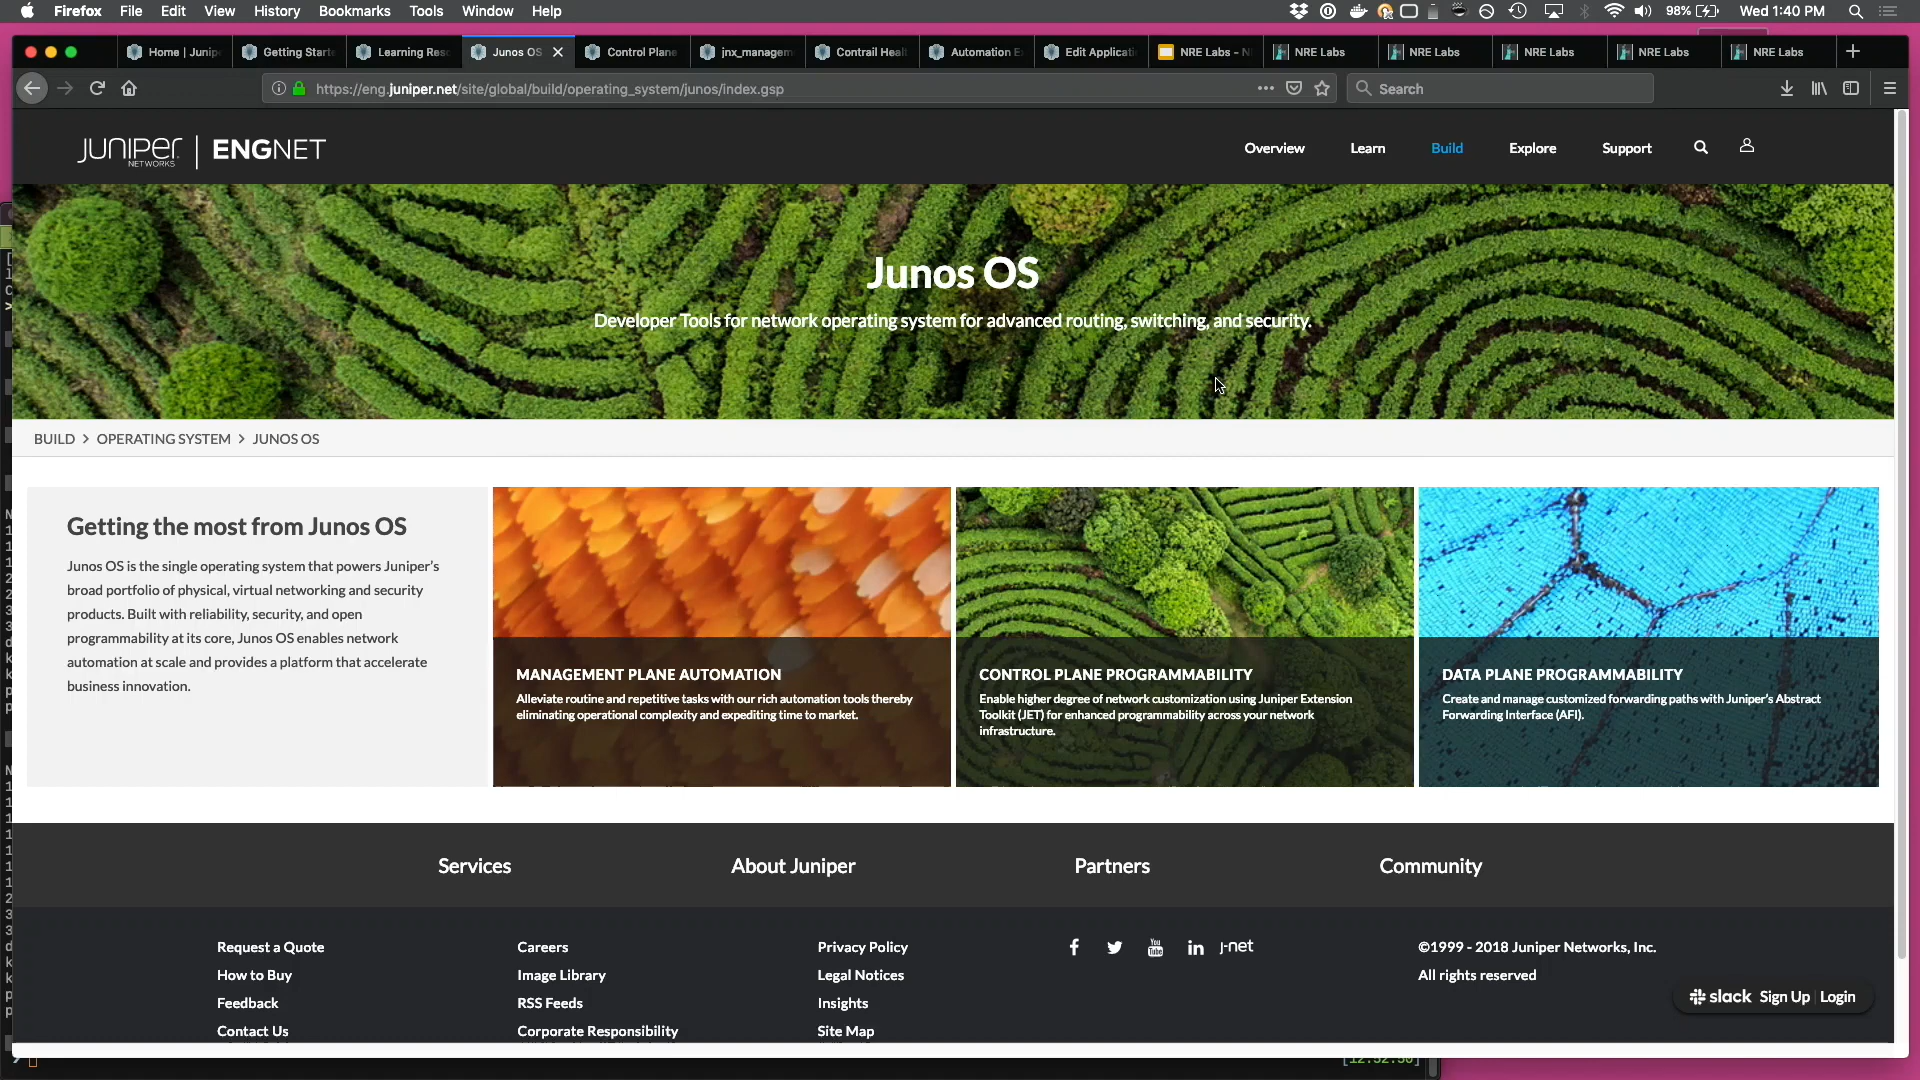 Firefox File Edit View History Bookmarks Tools Window Help 98% Wed 1:40 PM
Home | Junip Getting Starte Learning Res Junos OS Control Plane jnx_managem Contrail Healt Automation E Edit Applicati NRE Labs - N NRE Labs NRE Labs NRE Labs NRE Labs NRE Labs
https://eng.juniper.net/site/global/build/operating_system/junos/index.gsp
Search
JUNIPER NETWORKS | ENGNET
Overview Learn Build Explore Support
Junos OS
Developer Tools for network operating system for advanced routing, switching, and security.
BUILD > OPERATING SYSTEM > JUNOS OS
Getting the most from Junos OS
Junos OS is the single operating system that powers Juniper's
broad portfolio of physical, virtual networking and security
products. Built with reliability, security, and open
programmability at its core, Junos OS enables network
automation at scale and provides a platform that accelerate
business innovation.
MANAGEMENT PLANE AUTOMATION
Alleviate routine and repetitive tasks with our rich automation tools thereby
eliminating operational complexity and expediting time to market.
CONTROL PLANE PROGRAMMABILITY
Enable higher degree of network customization using Juniper Extension
Toolkit (JET) for enhanced programmability across your network
infrastructure.
DATA PLANE PROGRAMMABILITY
Create and manage customized forwarding paths with Juniper's Abstract
Forwarding Interface (AFI).
Services About Juniper Partners Community
Request a Quote
How to Buy
Feedback
Contact Us
Careers
Image Library
RSS Feeds
Corporate Responsibility
Privacy Policy
Legal Notices
Insights
Site Map
f You Tube in J-net
©1999 - 2018 Juniper Networks, Inc.
All rights reserved
slack Sign Up | Login